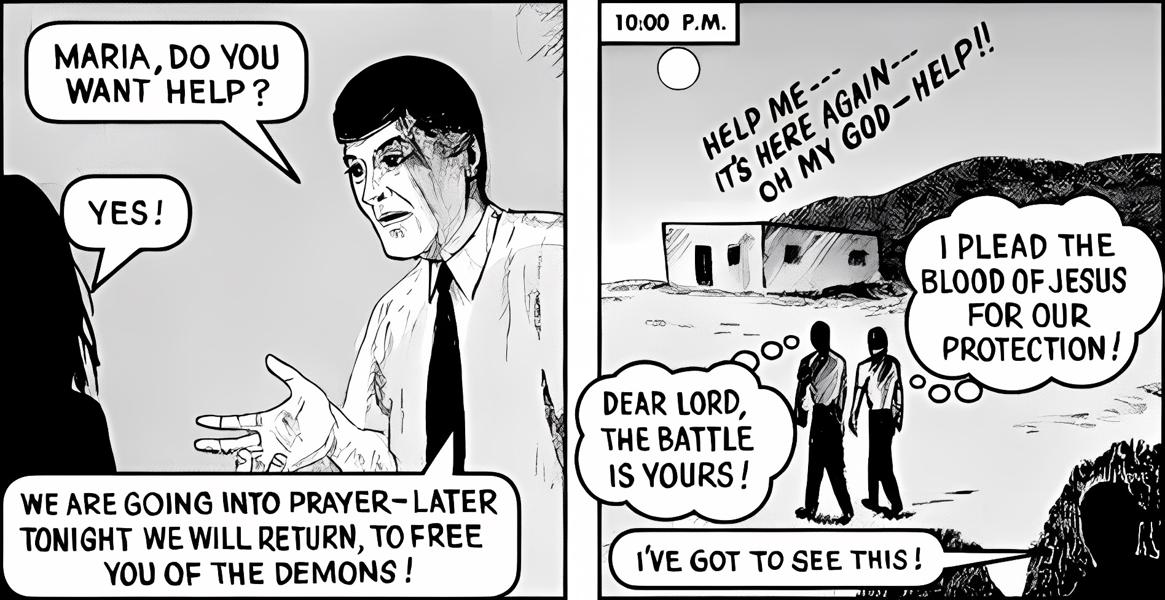 MARIA, DO YOU
WANT HELP?
YES!
WE ARE GOING INTO PRAYER-LATER
TONIGHT WE WILL RETURN, TO FREE
YOU OF THE DEMONS!
10:00 P.M.
HELP ME---
IT'S HERE AGAIN---
OH MY GOD-HELP!!
I PLEAD THE
BLOOD OF JESUS
FOR OUR
PROTECTION!
DEAR LORD,
THE BATTLE
IS YOURS!
I'VE GOT TO SEE THIS!